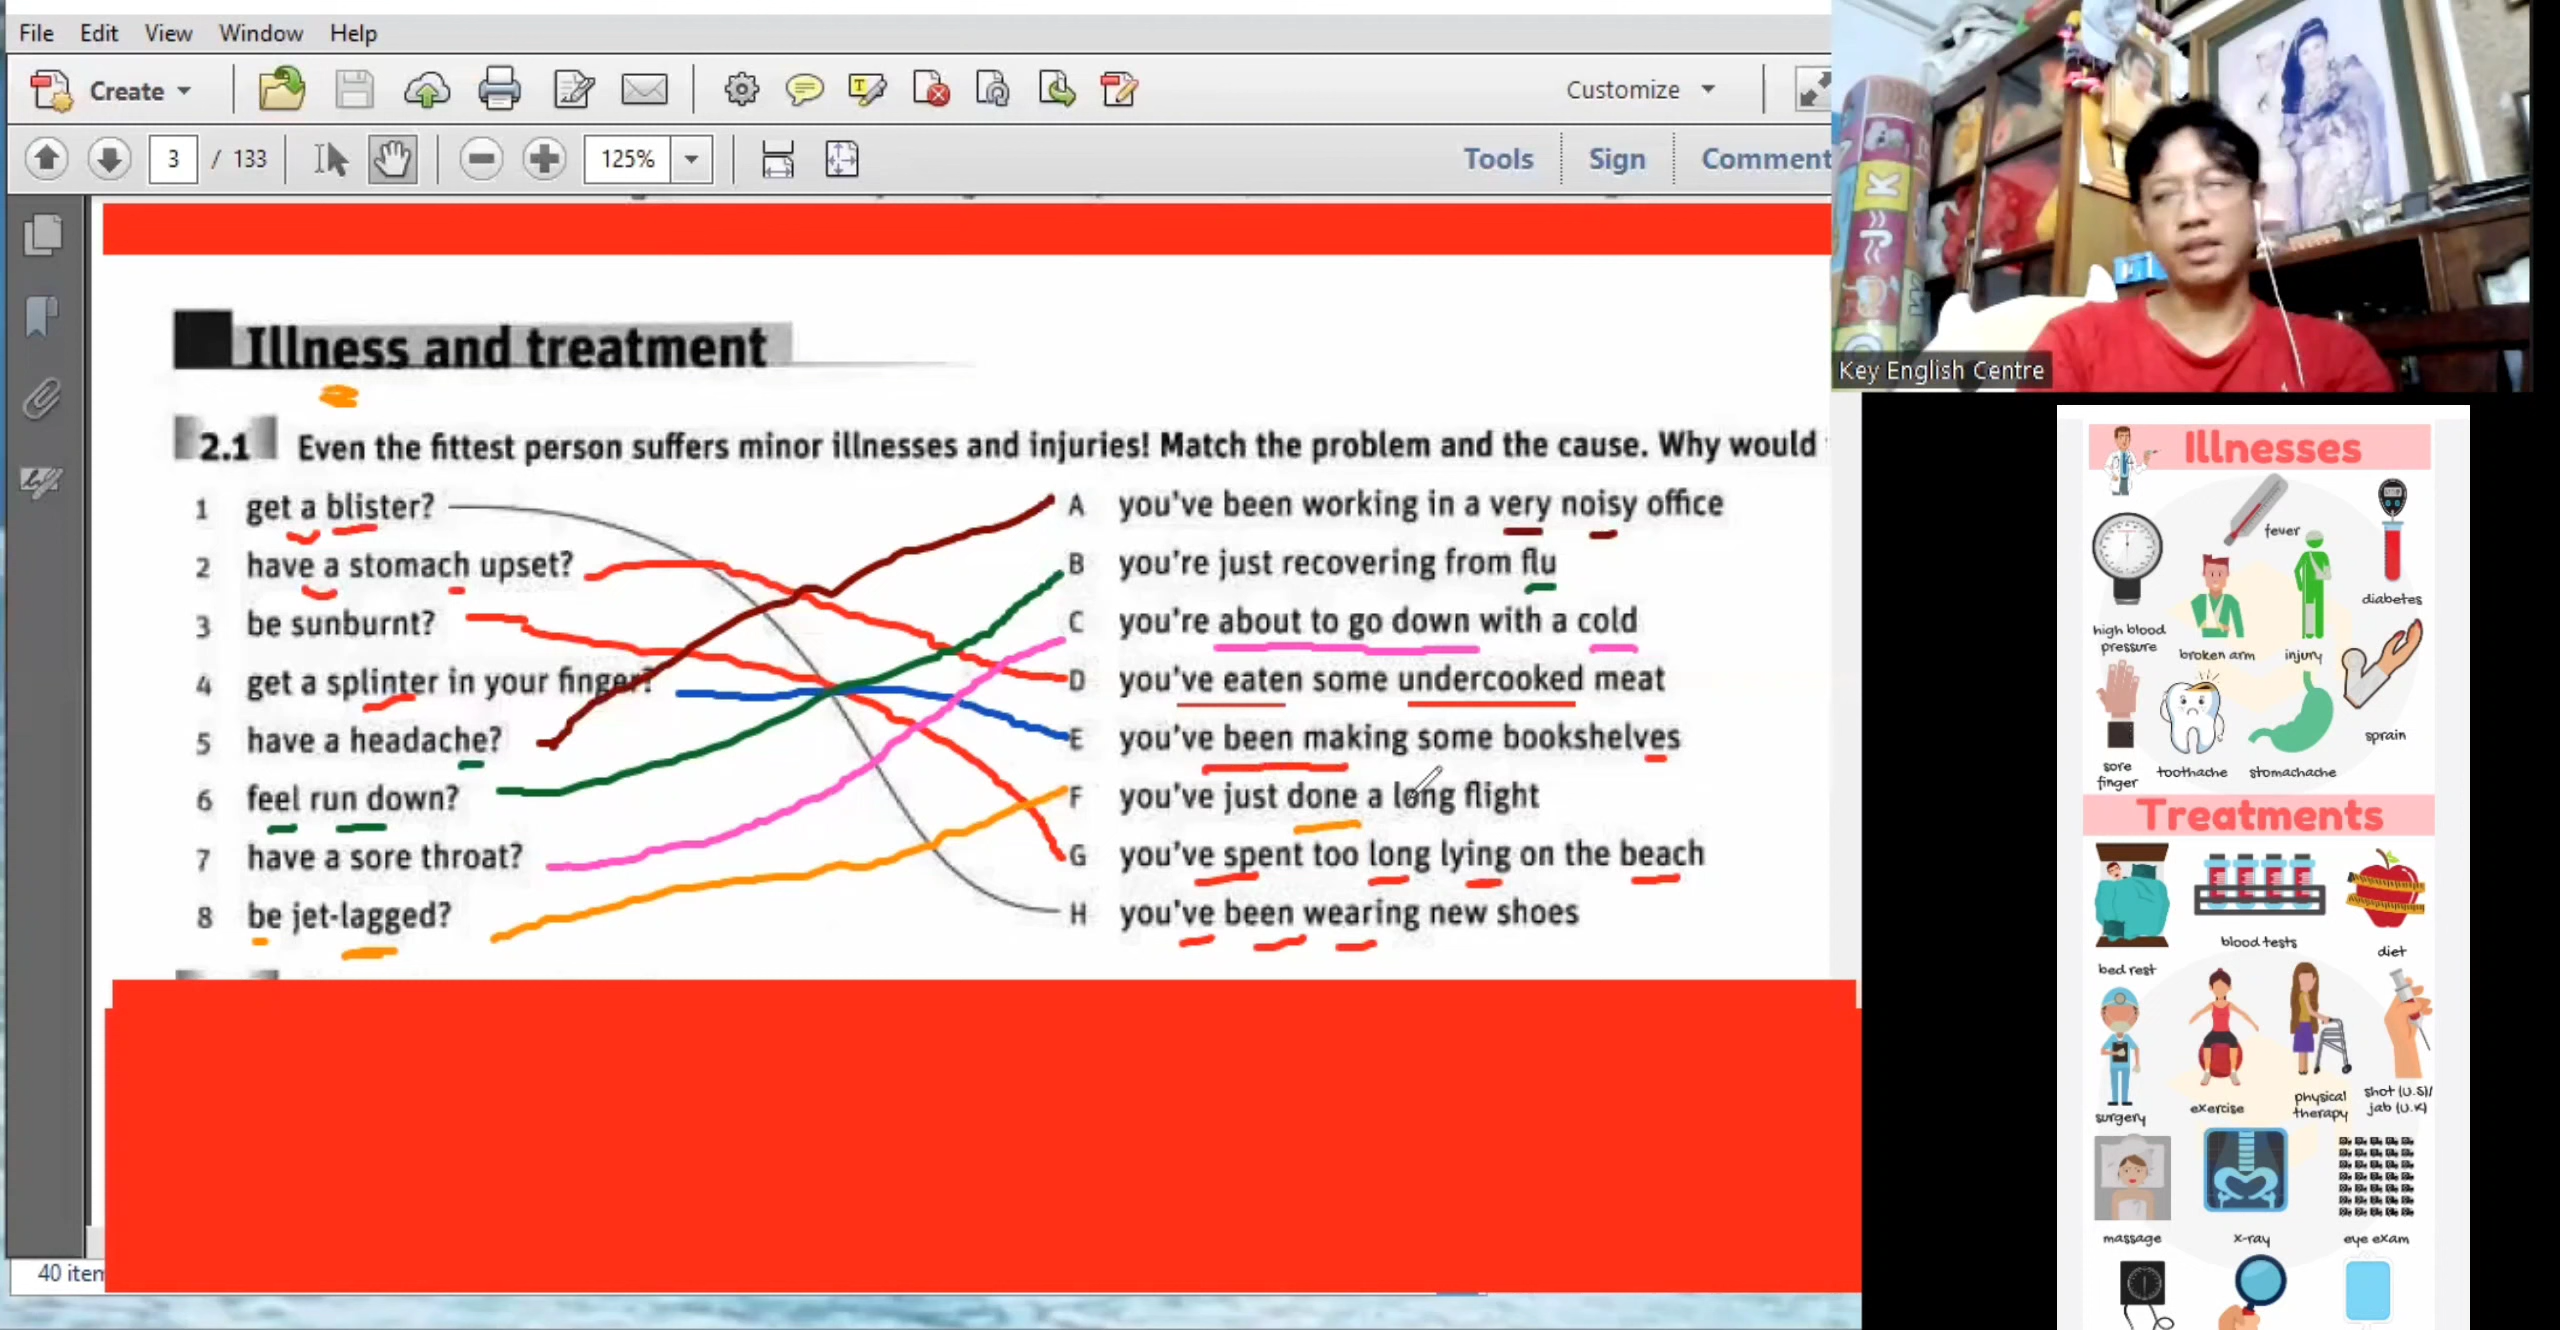 File Edit View Window Help
Create Customize
3 / 133 125% Tools Sign Comment
Illness and treatment
2.1 Even the fittest person suffers minor illnesses and injuries! Match the problem and the cause. Why would
1 get a blister?
2 have a stomach upset?
3 be sunburnt?
4 get a splinter in your finger?
5 have a headache?
6 feel run down?
7 have a sore throat?
8 be jet-lagged?
A you've been working in a very noisy office
B you're just recovering from flu
C you're about to go down with a cold
D you've eaten some undercooked meat
E you've been making some bookshelves
F you've just done a long flight
G you've spent too long lying on the beach
H you've been wearing new shoes
40 item
Key English Centre
Illnesses
fever
diabetes
high blood pressure
broken arm
injury
sore finger
toothache
stomachache
sprain
Treatments
bed rest
blood tests
diet
surgery
exercise
physical therapy
shot (U.S)/ jab (U.K)
massage
x-ray
eye exam